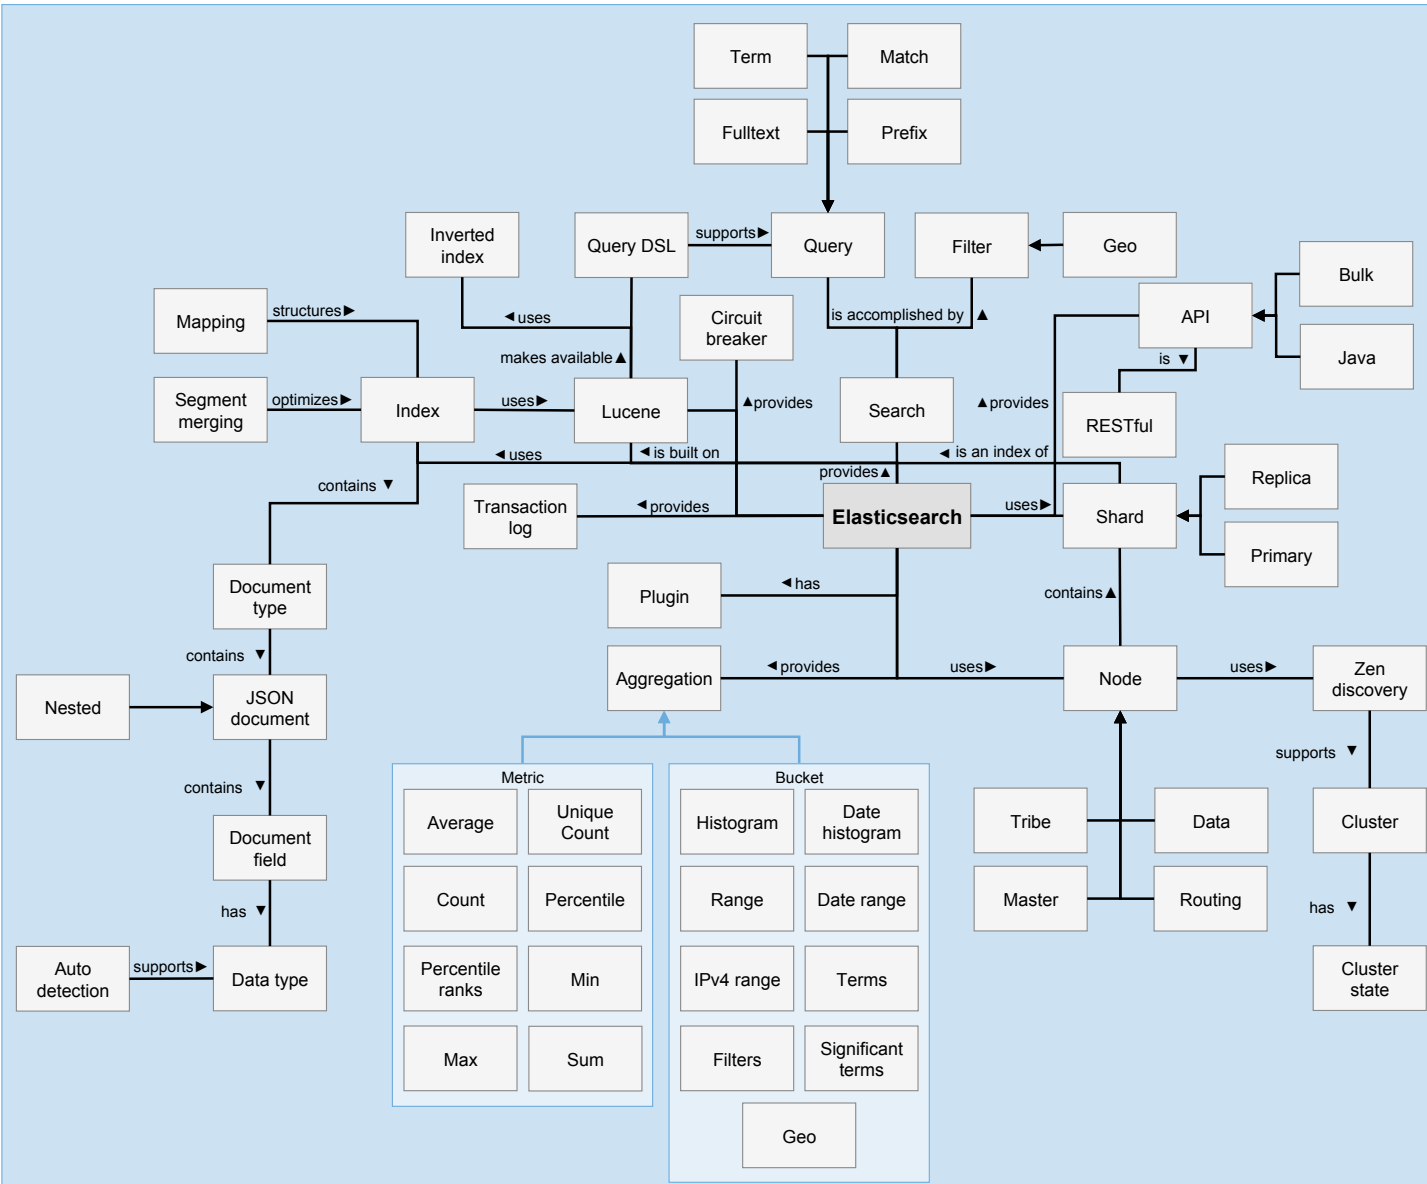 Term
Match
Fulltext
Prefix
Inverted
index
Query DSL
supports►
Query
Filter
Geo
Bulk
Mapping
structures►
◄uses
Circuit
breaker
is accomplished by ▲
API
makes available▲
is ▼
Java
Segment
merging
optimizes►
Index
uses►
Lucene
▲provides
Search
▲provides
RESTful
◄uses
◄is built on
◄is an index of
contains ▼
provides▲
Replica
Transaction
log
◄provides
Elasticsearch
uses►
Shard
Primary
Document
type
Plugin
◄has
contains▲
contains ▼
Aggregation
◄provides
uses►
Node
uses►
Zen
discovery
Nested
JSON
document
supports ▼
contains ▼
Metric
Bucket
Average
Unique
Count
Histogram
Date
histogram
Tribe
Data
Cluster
Document
field
Count
Percentile
Range
Date range
Master
Routing
has ▼
has ▼
Auto
detection
supports►
Data type
Percentile
ranks
Min
IPv4 range
Terms
Cluster
state
Max
Sum
Filters
Significant
terms
Geo